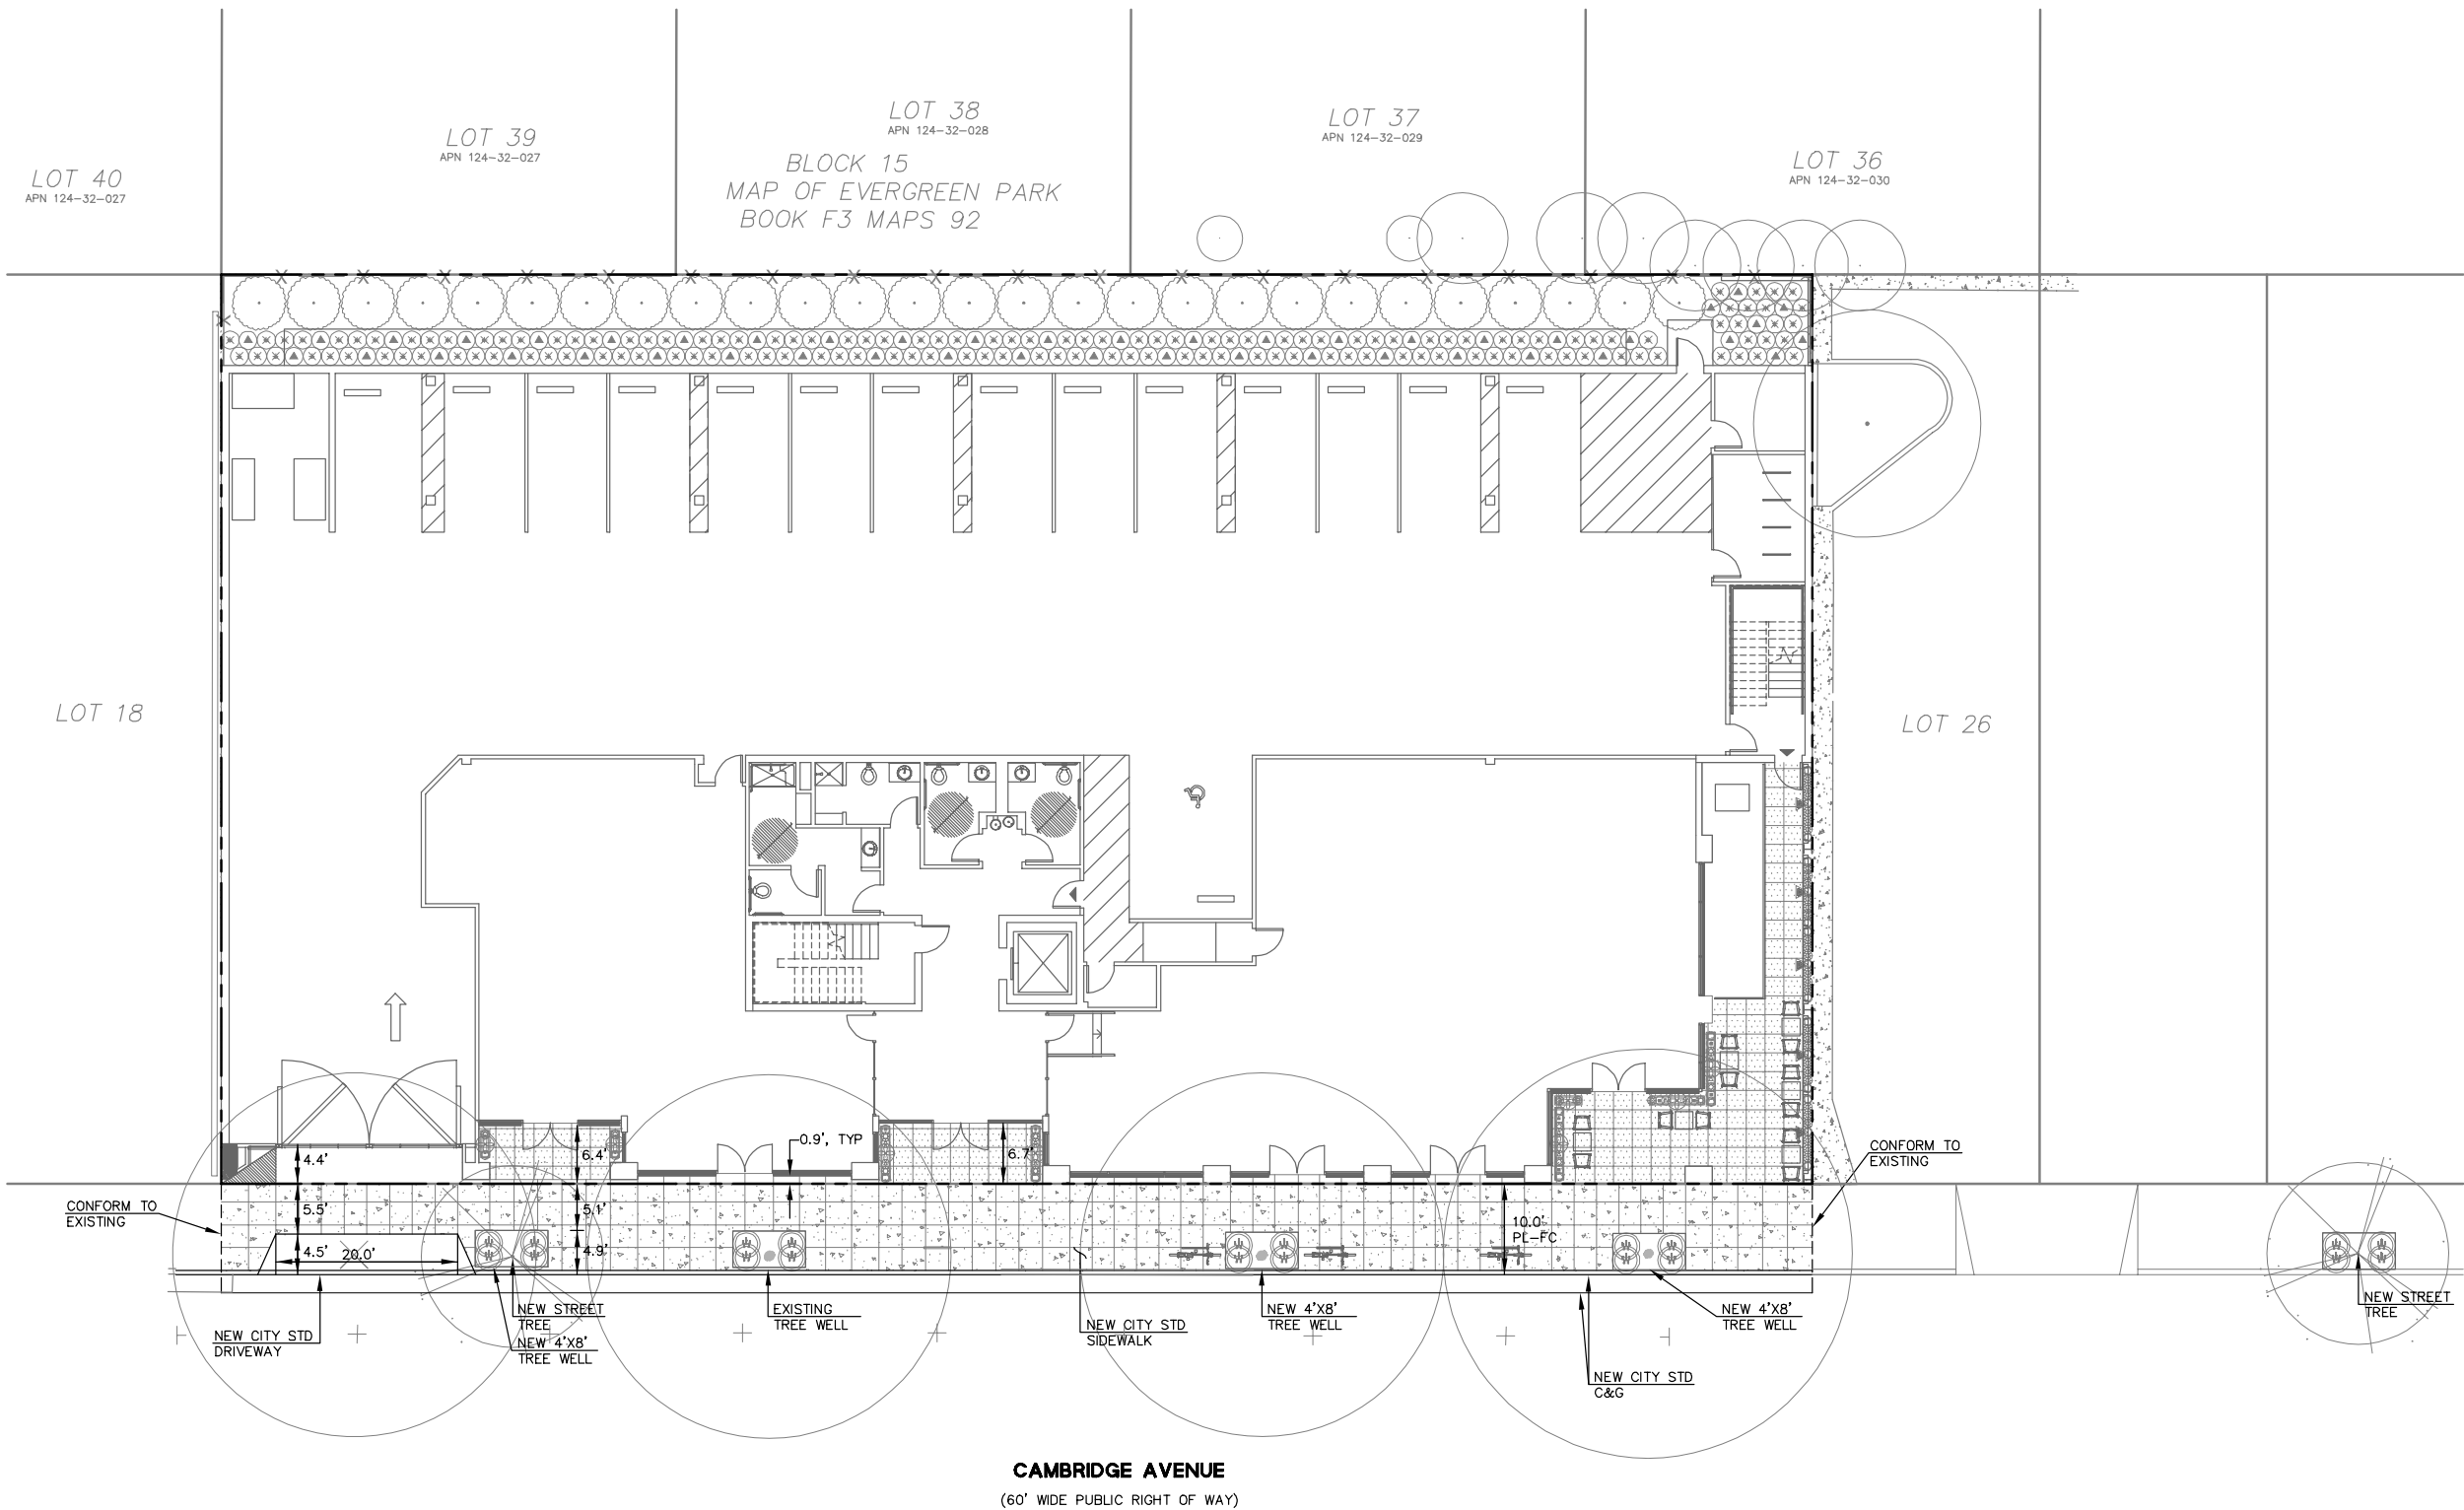 LOT 38
APN 124-32-028
LOT 37
APN 124-32-029
LOT 39
APN 124-32-027
BLOCK 15
MAP OF EVERGREEN PARK
BOOK F3 MAPS 92
LOT 36
APN 124-32-030
LOT 40
APN 124-32-027
LOT 18
LOT 26
0.9', TYP
4.4'
6.4'
6.7'
CONFORM TO
EXISTING
CONFORM TO
EXISTING
5.5'
5.1'
10.0'
PL-FC
4.5'
20.0'
4.9'
NEW STREET
TREE
EXISTING
TREE WELL
NEW CITY STD
SIDEWALK
NEW 4'X8'
TREE WELL
NEW 4'X8'
TREE WELL
NEW STREET
TREE
NEW CITY STD
DRIVEWAY
NEW 4'X8'
TREE WELL
NEW CITY STD
C&G
CAMBRIDGE AVENUE
(60' WIDE PUBLIC RIGHT OF WAY)